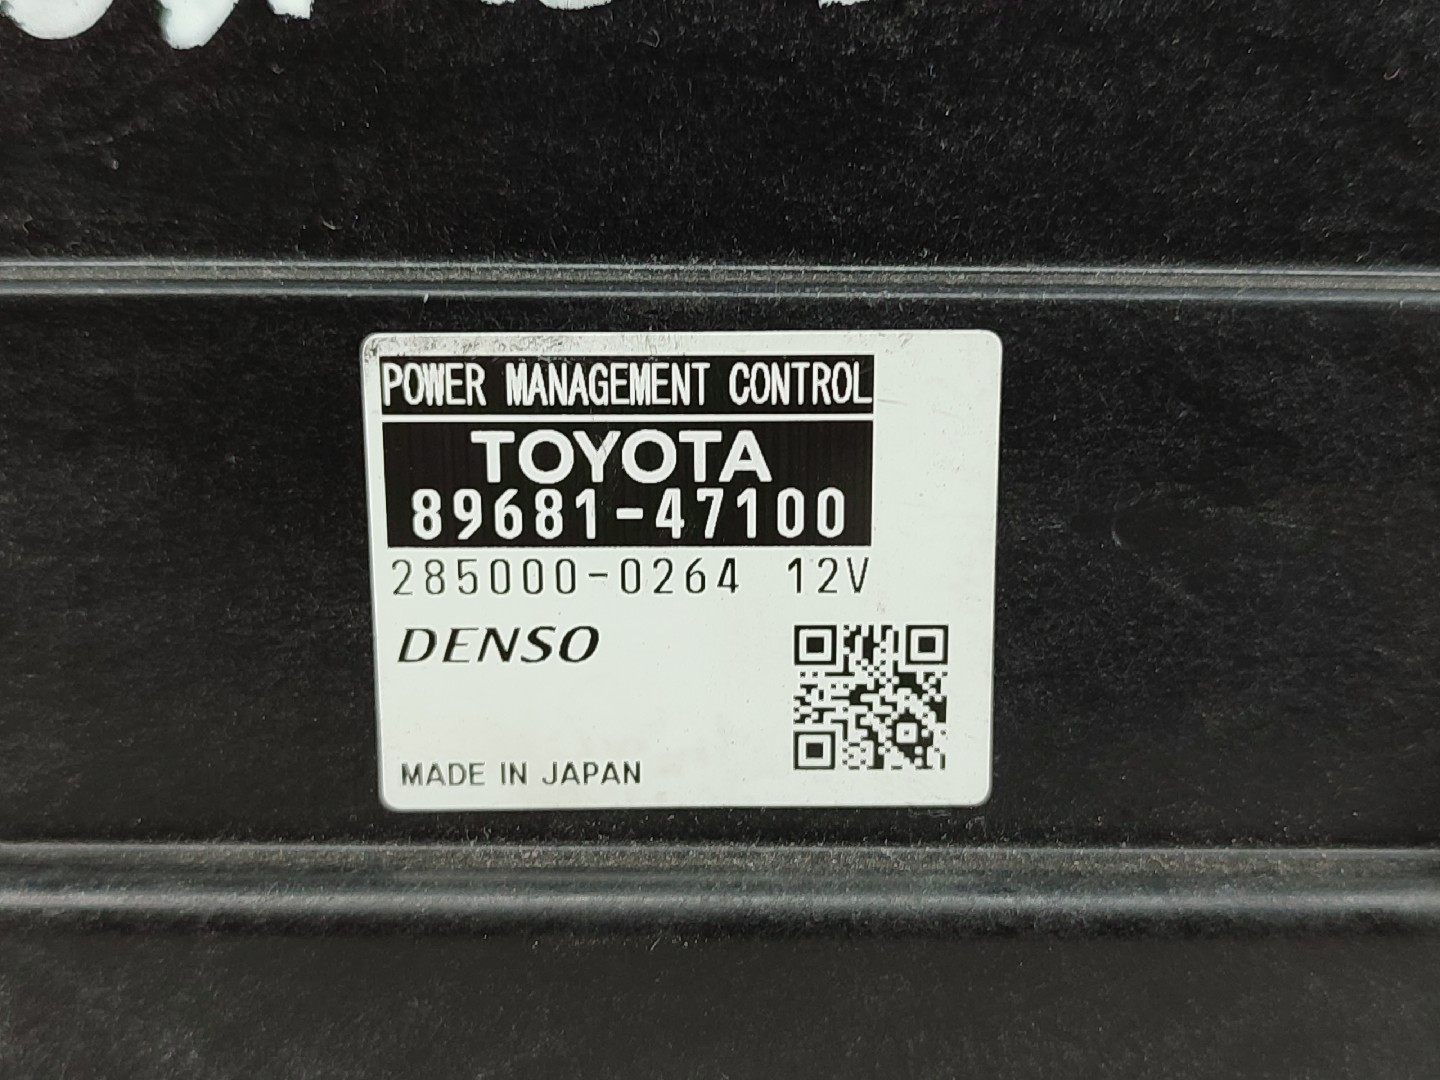 POWER MANAGEMENT CONTROL
TOYOTA
89681-47100
285000-0264 12V
DENSO
MADE IN JAPAN